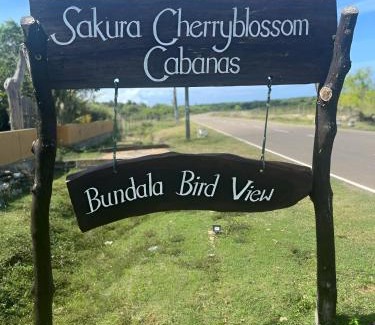 Sakura Cherryblossom
Cabanas
Bundala Bird View